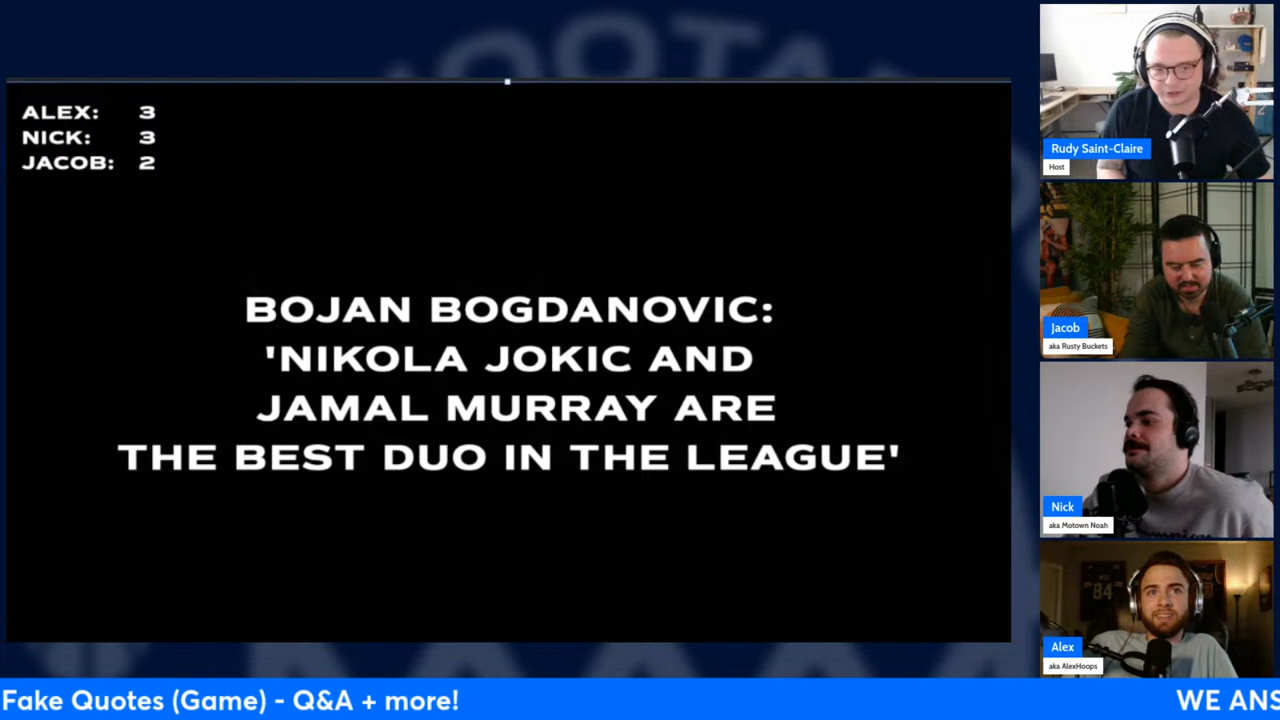 ALEX: 3
NICK: 3
JACOB: 2
BOJAN BOGDANOVIC:
'NIKOLA JOKIC AND
JAMAL MURRAY ARE
THE BEST DUO IN THE LEAGUE'
Rudy Saint-Claire
Host
Jacob
aka Rusty Buckets
Nick
aka Motown Noah
84
Alex
aka AlexHoops
Fake Quotes (Game) - Q&A + more!
WE ANS